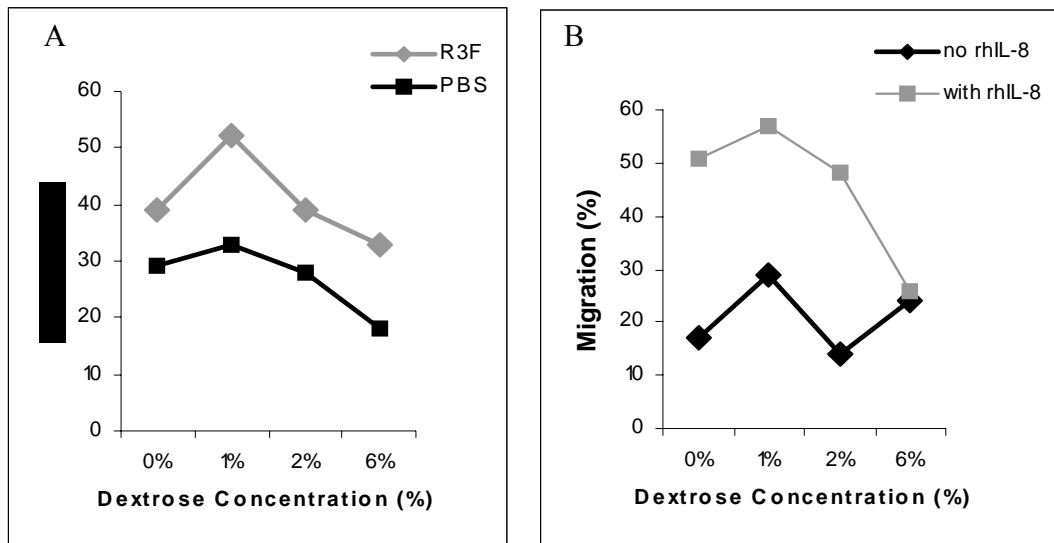 A
R3F
PBS
60
50
40
30
20
10
0
0% 1% 2% 6%
Dextrose Concentration (%)
B
no rhIL-8
with rhIL-8
Migration (%)
60
50
40
30
20
10
0
0% 1% 2% 6%
Dextrose Concentration (%)